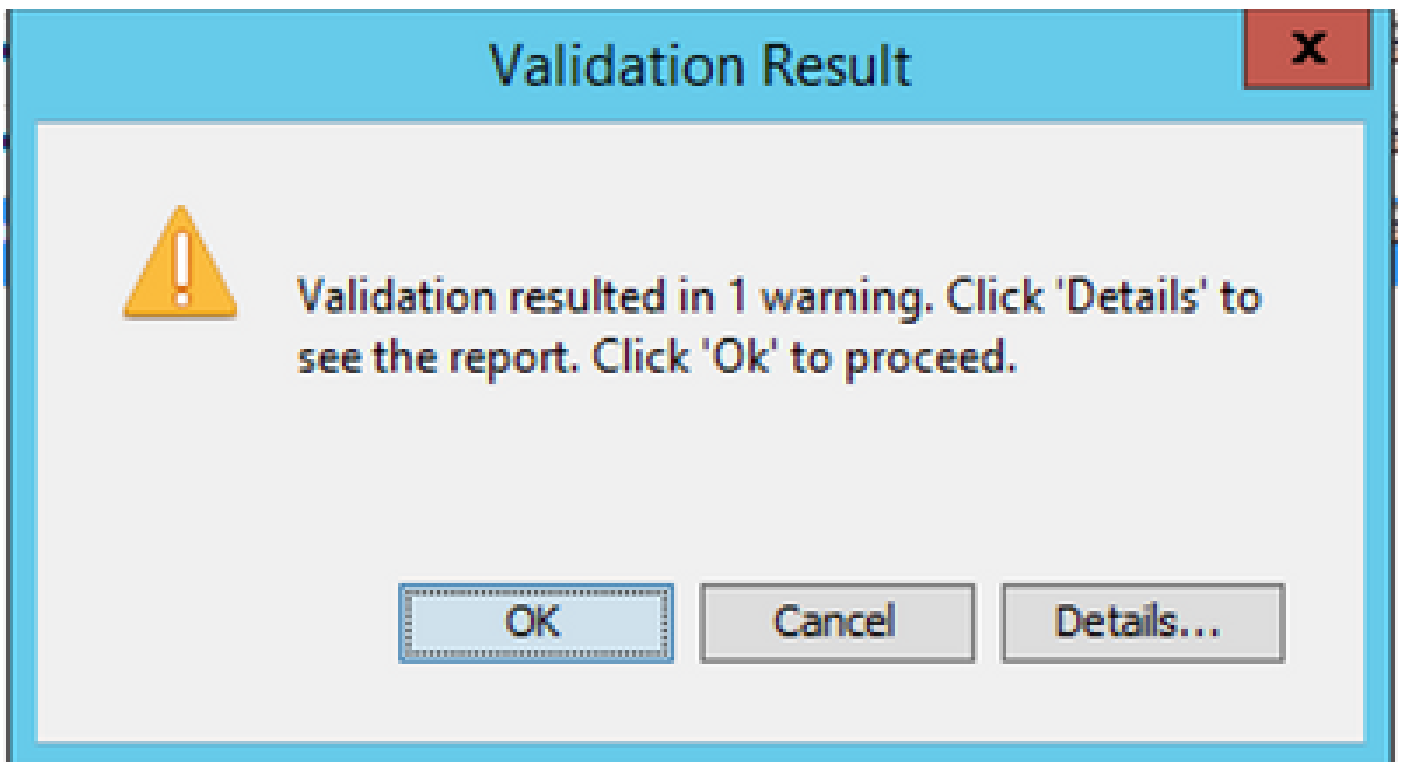 Validation Result
x
Validation resulted in 1 warning. Click 'Details' to
see the report. Click 'Ok' to proceed.
OK Cancel Details...